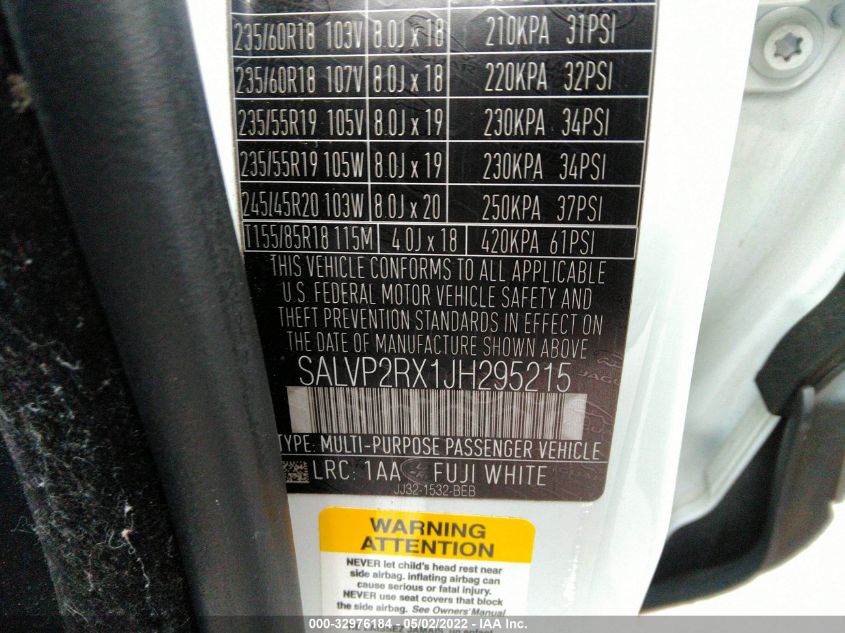 235/60R18 103V 8.0J x 18 210KPA 31PSI
235/60R18 107V 8.0J x 18 220KPA 32PSI
235/55R19 105V 8.0J x 19 230KPA 34PSI
235/55R19 105W 8.0J x 19 230KPA 34PSI
245/45R20 103W 8.0J x 20 250KPA 37PSI
T155/85R18 115M 4.0J x 18 420KPA 61PSI
THIS VEHICLE CONFORMS TO ALL APPLICABLE
U.S. FEDERAL MOTOR VEHICLE SAFETY AND
THEFT PREVENTION STANDARDS IN EFFECT ON
THE DATE OF MANUFACTURE SHOWN ABOVE
SALVP2RX1JH295215
TYPE: MULTI-PURPOSE PASSENGER VEHICLE
LRC: 1AA FUJI WHITE
JJ32-1532-BEB
WARNING
ATTENTION
NEVER let child's head rest near
side airbag. inflating airbag can
cause serious or fatal injury.
NEVER use seat covers that block
the side airbag. See Owners' Manual
000-32976184 - 05/02/2022 - IAA Inc.